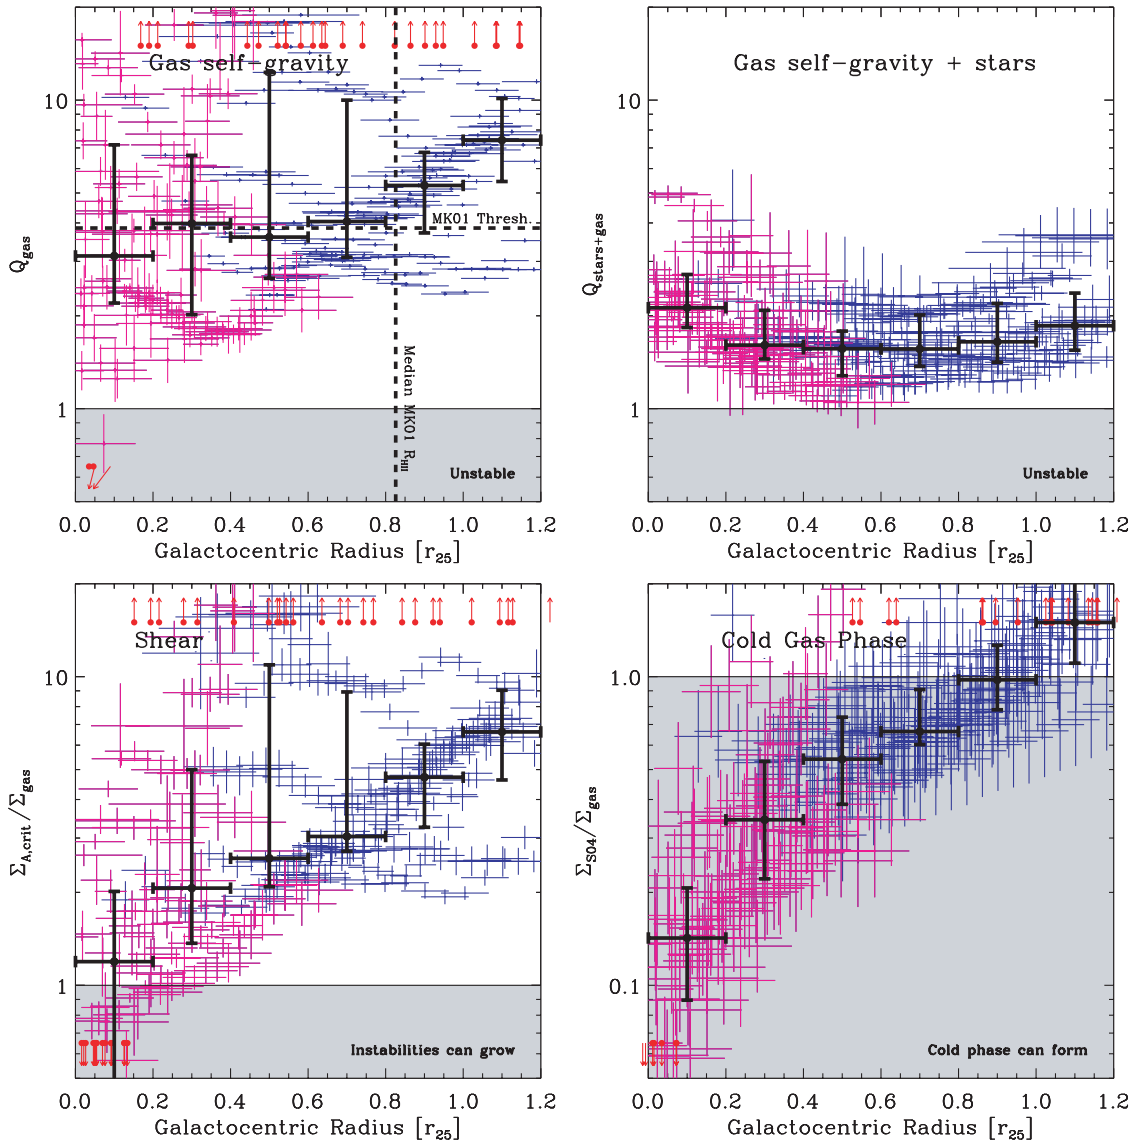 Gas self-gravity
10
1
Q_gas
MK01 Thresh.
Median MK01 R_HII
Unstable
0.0 0.2 0.4 0.6 0.8 1.0 1.2
Galactocentric Radius [r_25]
Gas self-gravity + stars
10
1
Q_stars+gas
Unstable
0.0 0.2 0.4 0.6 0.8 1.0 1.2
Galactocentric Radius [r_25]
Shear
10
1
Σ_A,crit/Σ_gas
Instabilities can grow
0.0 0.2 0.4 0.6 0.8 1.0 1.2
Galactocentric Radius [r_25]
Cold Gas Phase
1.0
0.1
Σ_S04/Σ_gas
Cold phase can form
0.0 0.2 0.4 0.6 0.8 1.0 1.2
Galactocentric Radius [r_25]